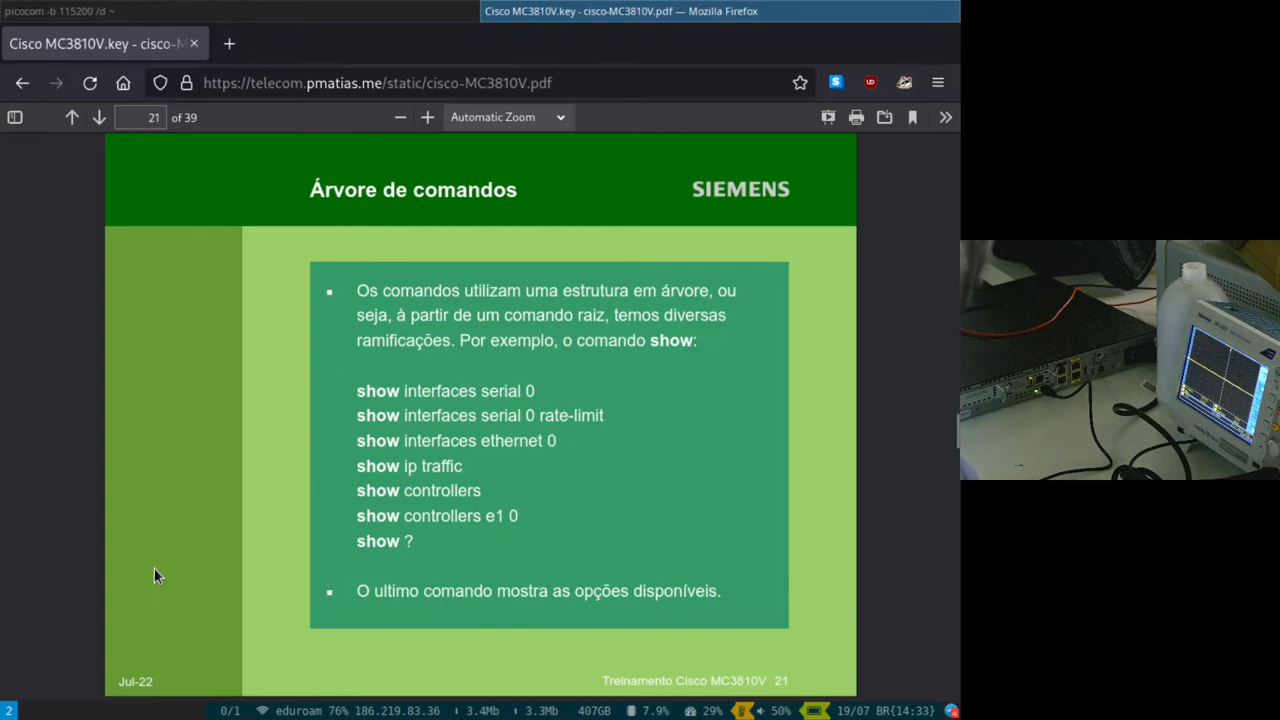 picocom -b 115200 /d ~
Cisco MC3810V.key - cisco-MC3810V.pdf — Mozilla Firefox
Cisco MC3810V.key - cisco-M
https://telecom.pmatias.me/static/cisco-MC3810V.pdf
21 of 39
Automatic Zoom
Árvore de comandos
SIEMENS
Os comandos utilizam uma estrutura em árvore, ou
seja, à partir de um comando raiz, temos diversas
ramificações. Por exemplo, o comando show:
show interfaces serial 0
show interfaces serial 0 rate-limit
show interfaces ethernet 0
show ip traffic
show controllers
show controllers e1 0
show ?
O ultimo comando mostra as opções disponíveis.
Jul-22
Treinamento Cisco MC3810V 21
2
0/1 eduroam 76% 186.219.83.36 3.4Mb 3.3Mb 407GB 7.9% 29% 50% 19/07 BR{14:33}